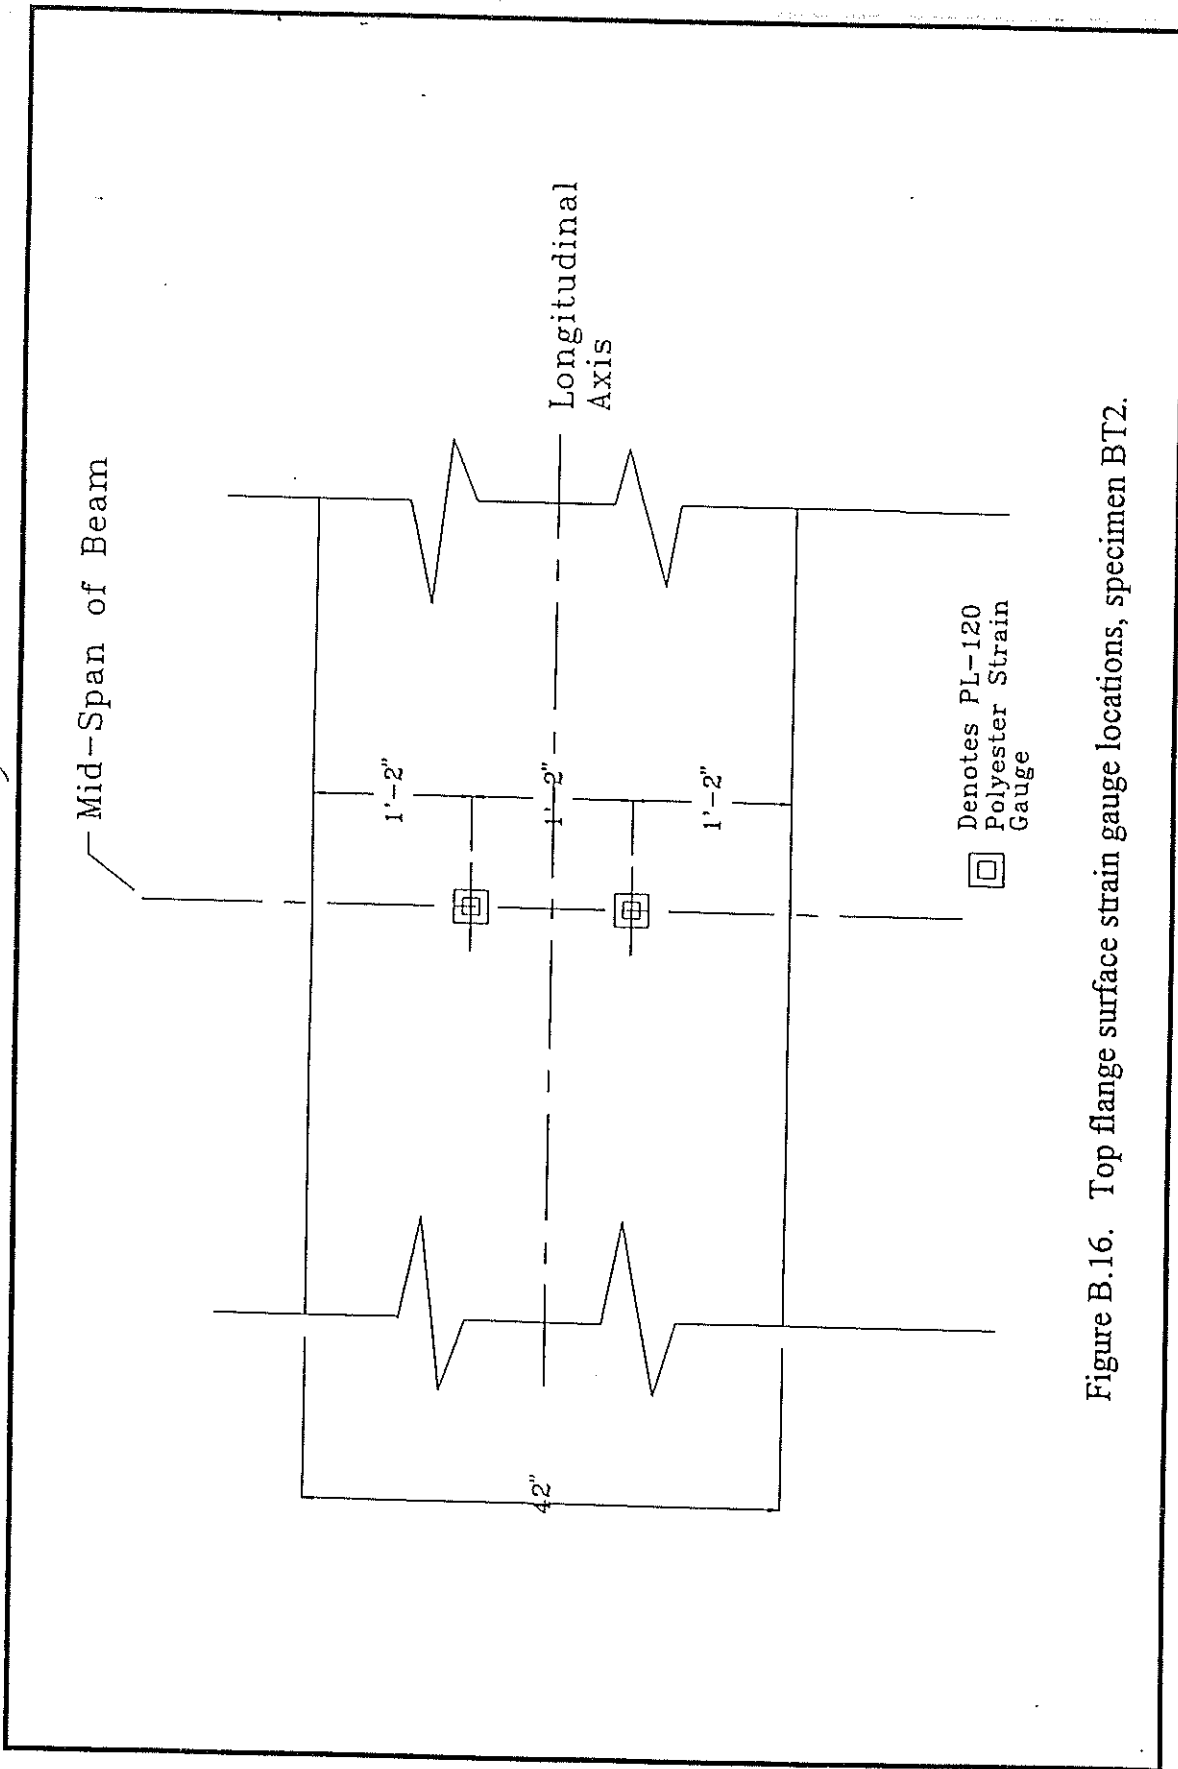 Mid-Span of Beam
1'-2"
1'-2"
1'-2"
Longitudinal
Axis
42"
Denotes PL-120
Polyester Strain
Gauge
Figure B.16. Top flange surface strain gauge locations, specimen BT2.